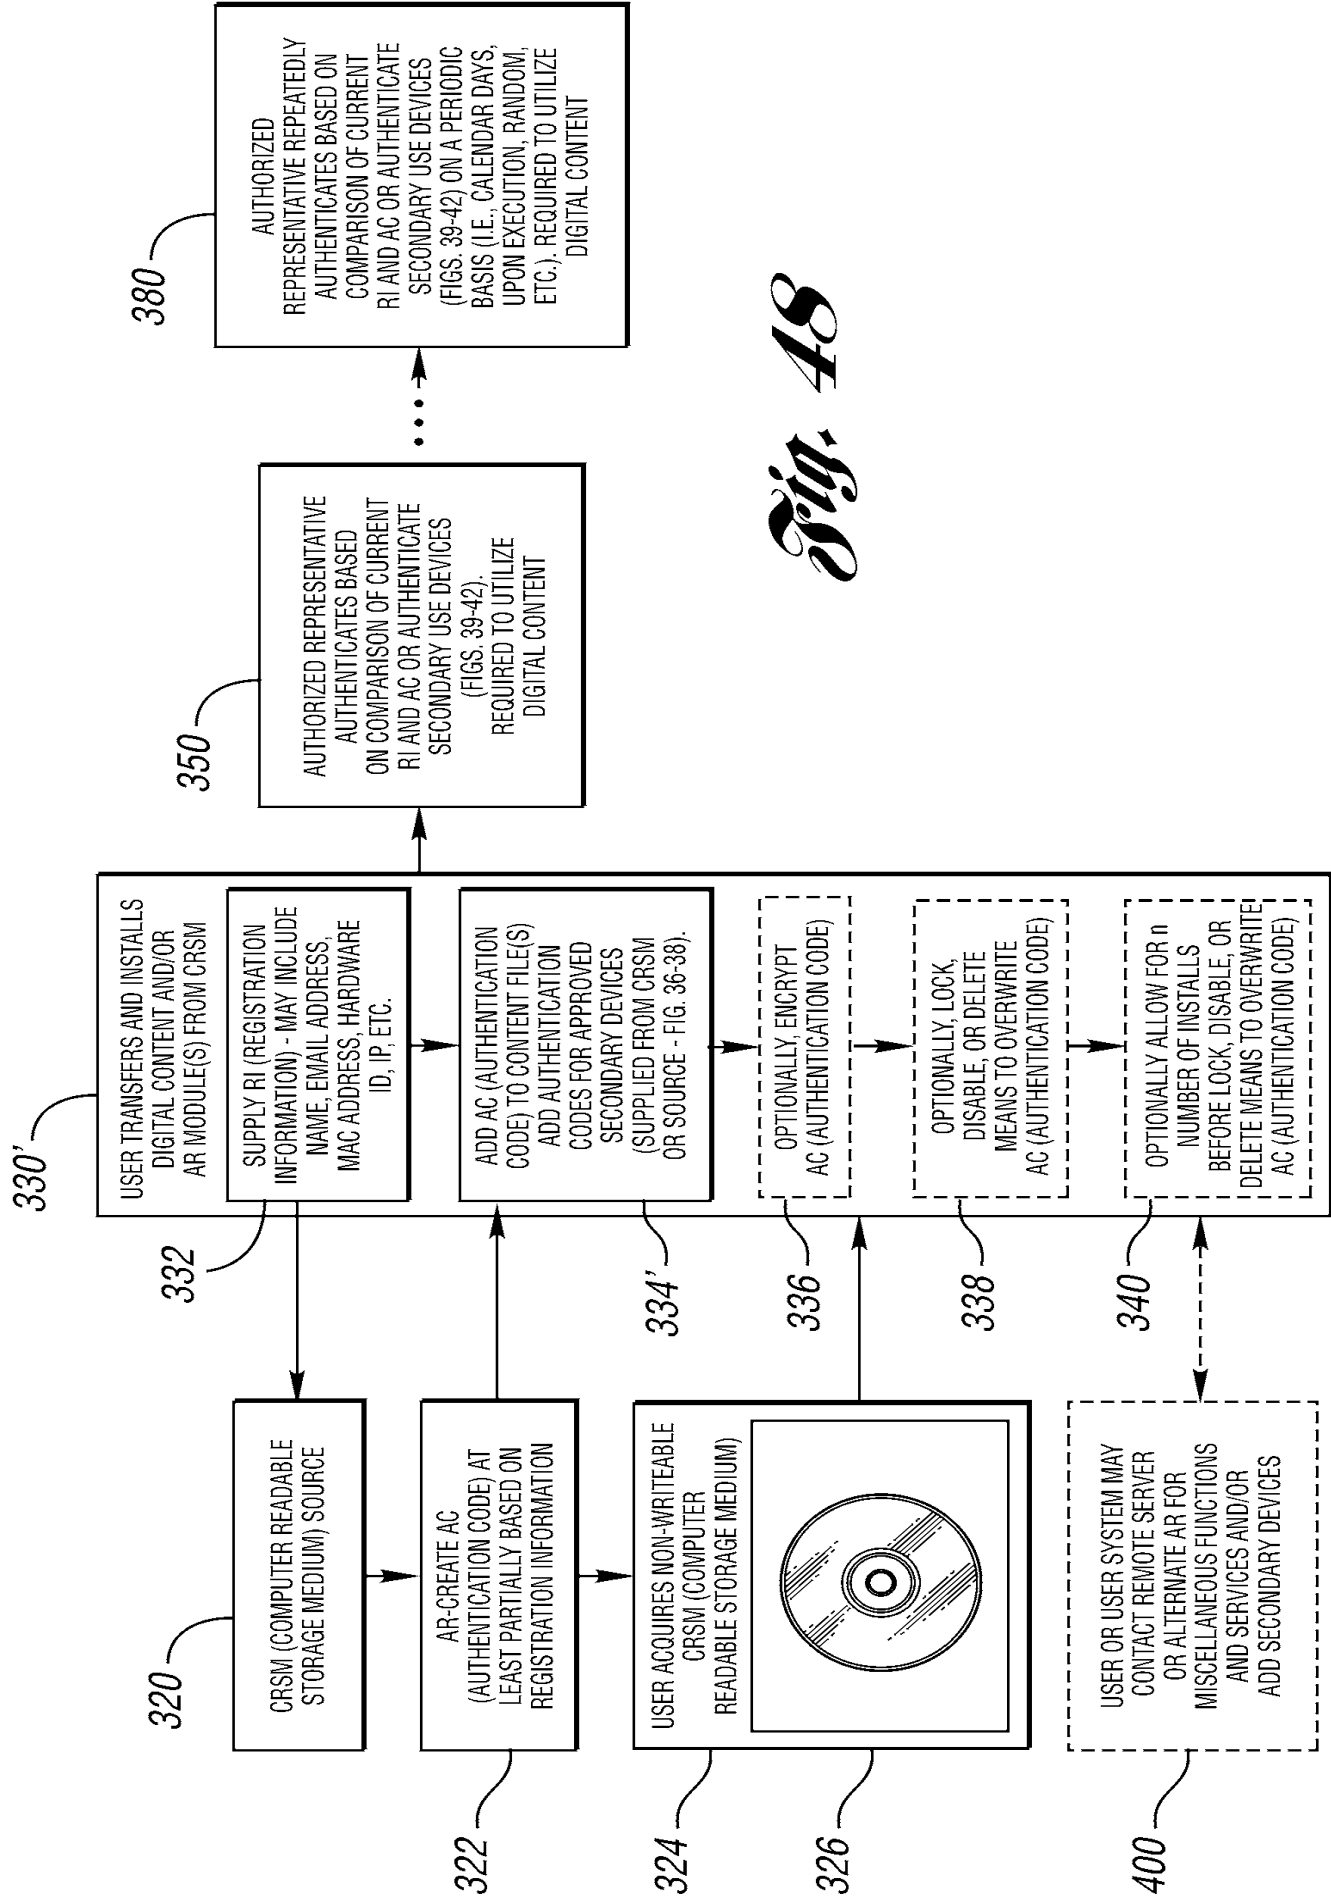 320
CRSM (COMPUTER READABLE
STORAGE MEDIUM) SOURCE
322
AR-CREATE AC
(AUTHENTICATION CODE) AT
LEAST PARTIALLY BASED ON
REGISTRATION INFORMATION
324
USER ACQUIRES NON-WRITEABLE
CRSM (COMPUTER
READABLE STORAGE MEDIUM)
326
400
USER OR USER SYSTEM MAY
CONTACT REMOTE SERVER
OR ALTERNATE AR FOR
MISCELLANEOUS FUNCTIONS
AND SERVICES AND/OR
ADD SECONDARY DEVICES
330'
USER TRANSFERS AND INSTALLS
DIGITAL CONTENT AND/OR
AR MODULE(S) FROM CRSM
332
SUPPLY RI (REGISTRATION
INFORMATION) - MAY INCLUDE
NAME, EMAIL ADDRESS,
MAC ADDRESS, HARDWARE
ID, IP, ETC.
334'
ADD AC (AUTHENTICATION
CODE) TO CONTENT FILE(S)
ADD AUTHENTICATION
CODES FOR APPROVED
SECONDARY DEVICES
(SUPPLIED FROM CRSM
OR SOURCE - FIG. 36-38).
336
OPTIONALLY, ENCRYPT
AC (AUTHENTICATION CODE)
338
OPTIONALLY, LOCK,
DISABLE, OR DELETE
MEANS TO OVERWRITE
AC (AUTHENTICATION CODE)
340
OPTIONALLY ALLOW FOR n
NUMBER OF INSTALLS
BEFORE LOCK, DISABLE, OR
DELETE MEANS TO OVERWRITE
AC (AUTHENTICATION CODE)
350
AUTHORIZED REPRESENTATIVE
AUTHENTICATES BASED
ON COMPARISON OF CURRENT
RI AND AC OR AUTHENTICATE
SECONDARY USE DEVICES
(FIGS. 39-42).
REQUIRED TO UTILIZE
DIGITAL CONTENT
380
AUTHORIZED
REPRESENTATIVE REPEATEDLY
AUTHENTICATES BASED ON
COMPARISON OF CURRENT
RI AND AC OR AUTHENTICATE
SECONDARY USE DEVICES
(FIGS. 39-42) ON A PERIODIC
BASIS (I.E., CALENDAR DAYS,
UPON EXECUTION, RANDOM,
ETC.). REQUIRED TO UTILIZE
DIGITAL CONTENT
Fig. 48